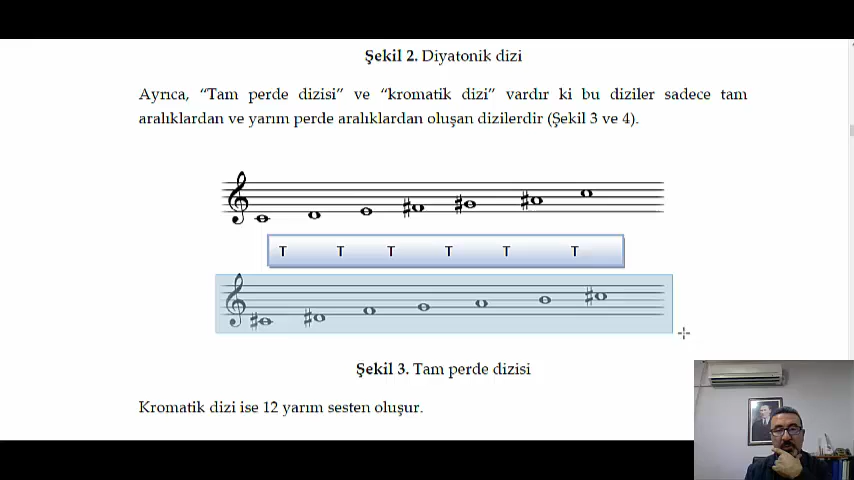 Şekil 2. Diyatonik dizi
Ayrıca, “Tam perde dizisi” ve “kromatik dizi” vardır ki bu diziler sadece tam
aralıklardan ve yarım perde aralıklardan oluşan dizilerdir (Şekil 3 ve 4).
T T T T T T
Şekil 3. Tam perde dizisi
Kromatik dizi ise 12 yarım sesten oluşur.